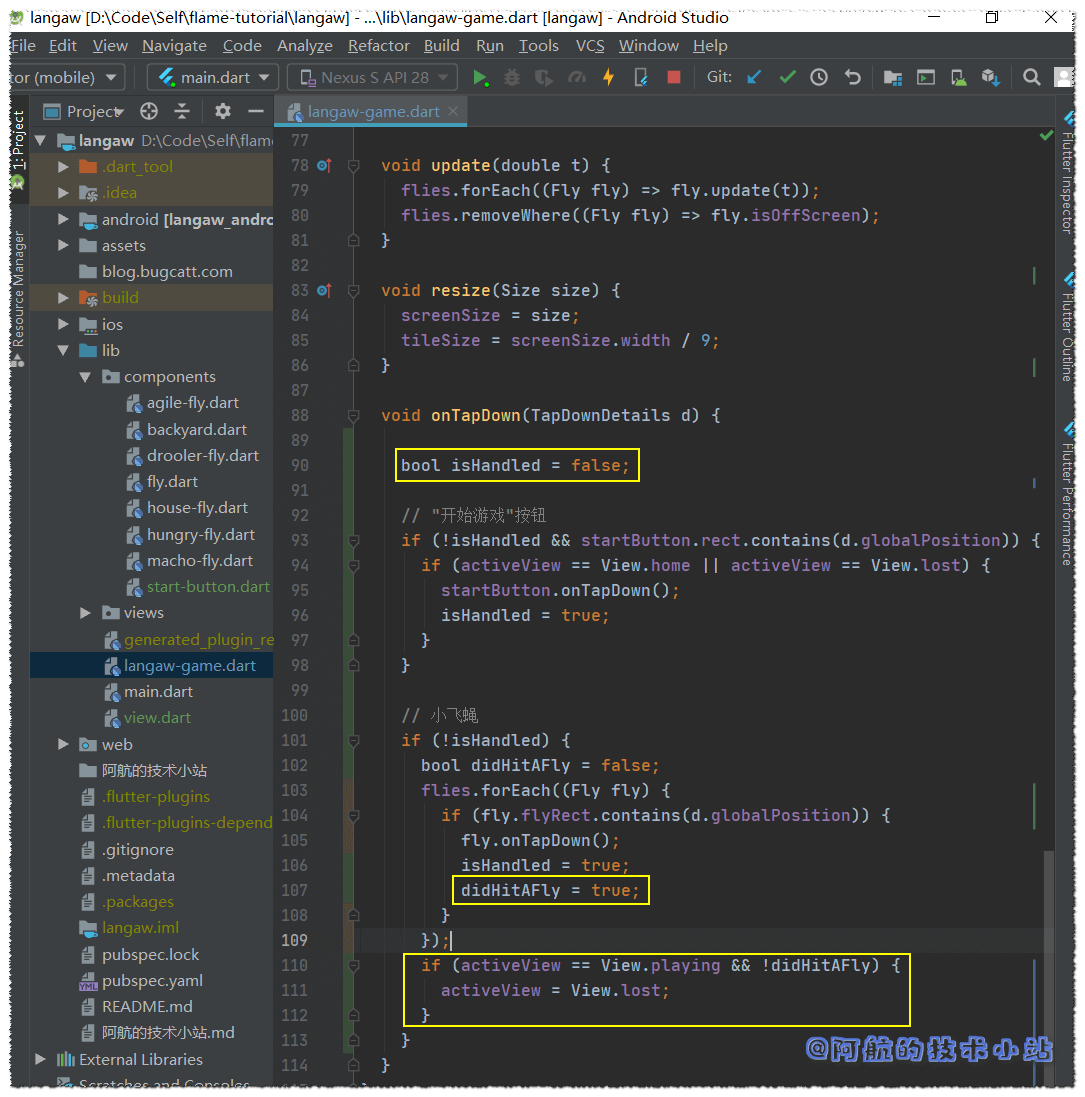 langaw [D:\Code\Self\flame-tutorial\langaw] - ...\lib\langaw-game.dart [langaw] - Android Studio
File Edit View Navigate Code Analyze Refactor Build Run Tools VCS Window Help
tor (mobile) main.dart Nexus S API 28 Git:
Project langaw-game.dart
1: Project
Resource Manager
langaw D:\Code\Self\flame
.dart_tool
.idea
android [langaw_andro
assets
blog.bugcatt.com
build
ios
lib
components
agile-fly.dart
backyard.dart
drooler-fly.dart
fly.dart
house-fly.dart
hungry-fly.dart
macho-fly.dart
start-button.dart
views
generated_plugin_re
langaw-game.dart
main.dart
view.dart
web
阿航的技术小站
.flutter-plugins
.flutter-plugins-depend
.gitignore
.metadata
.packages
langaw.iml
pubspec.lock
pubspec.yaml
README.md
阿航的技术小站.md
External Libraries
Scratches and Consoles
77
78 void update(double t) {
79 flies.forEach((Fly fly) => fly.update(t));
80 flies.removeWhere((Fly fly) => fly.isOffScreen);
81 }
82
83 void resize(Size size) {
84 screenSize = size;
85 tileSize = screenSize.width / 9;
86 }
87
88 void onTapDown(TapDownDetails d) {
89
90 bool isHandled = false;
91
92 // "开始游戏"按钮
93 if (!isHandled && startButton.rect.contains(d.globalPosition)) {
94 if (activeView == View.home || activeView == View.lost) {
95 startButton.onTapDown();
96 isHandled = true;
97 }
98 }
99
100 // 小飞蝇
101 if (!isHandled) {
102 bool didHitAFly = false;
103 flies.forEach((Fly fly) {
104 if (fly.flyRect.contains(d.globalPosition)) {
105 fly.onTapDown();
106 isHandled = true;
107 didHitAFly = true;
108 }
109 });
110 if (activeView == View.playing && !didHitAFly) {
111 activeView = View.lost;
112 }
113 }
114 }
Flutter Inspector
Flutter Outline
Flutter Performance
@阿航的技术小站